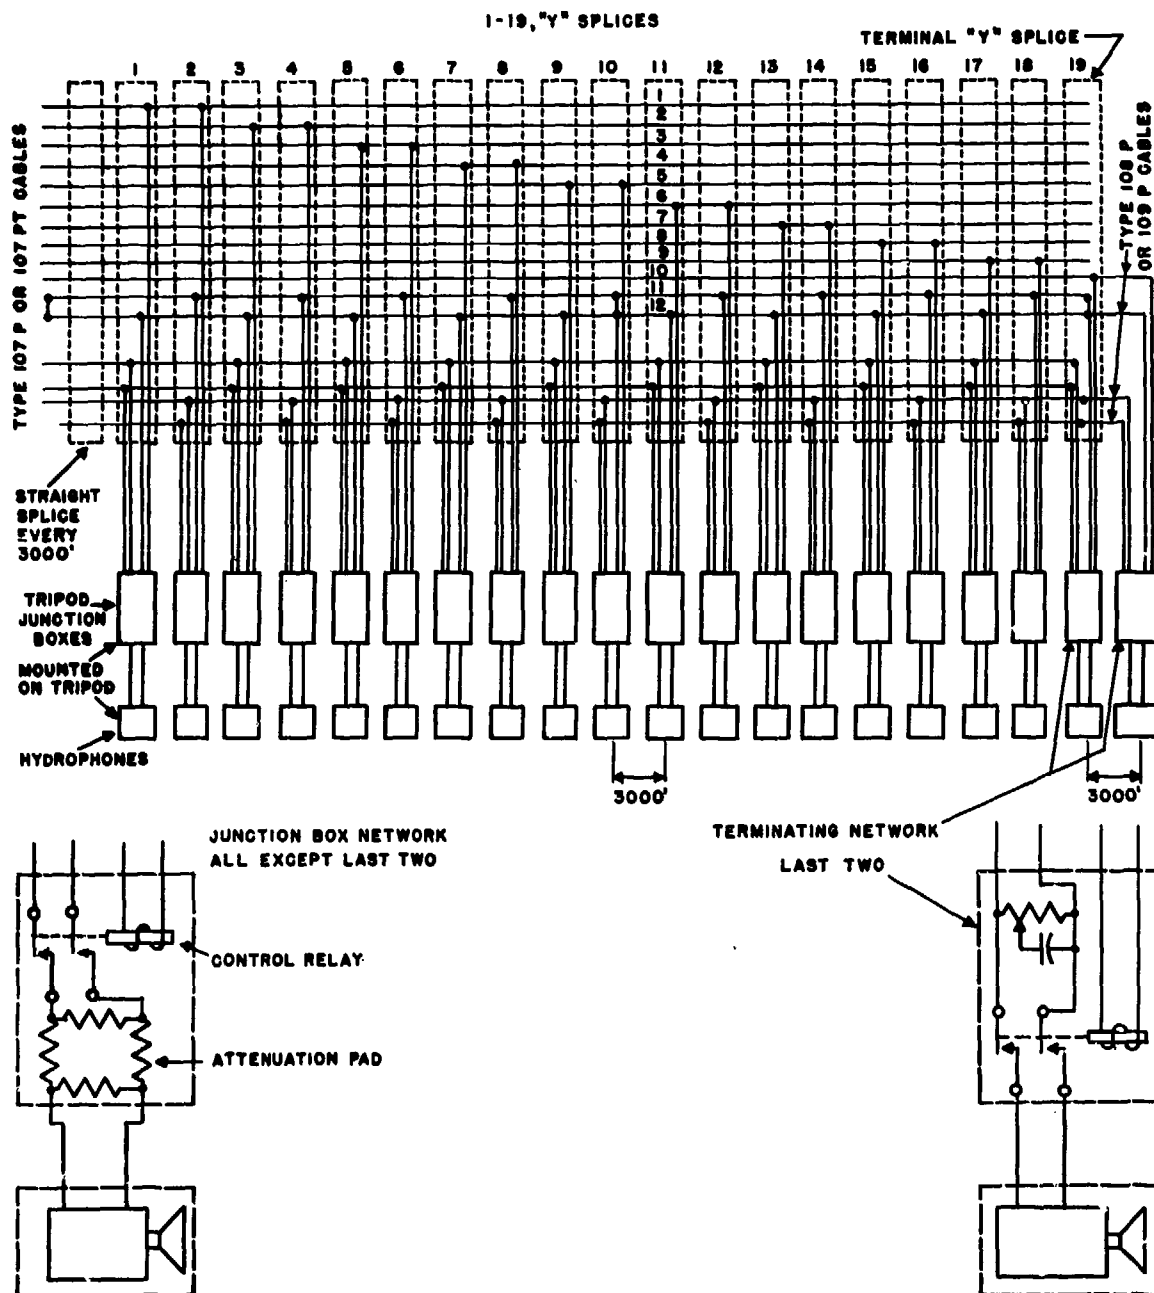 1-19, "Y" SPLICES
TERMINAL "Y" SPLICE
1 2 3 4 5 6 7 8 9 10 11 12 13 14 15 16 17 18 19
1
2
3
4
5
6
7
8
9
10
11
12
TYPE 107 P OR 107 PT CABLES
TYPE 108 P
OR 109 P CABLES
STRAIGHT
SPLICE
EVERY
3000'
TRIPOD
JUNCTION
BOXES
MOUNTED
ON TRIPOD
HYDROPHONES
3000'
3000'
JUNCTION BOX NETWORK
ALL EXCEPT LAST TWO
TERMINATING NETWORK
LAST TWO
CONTROL RELAY
ATTENUATION PAD